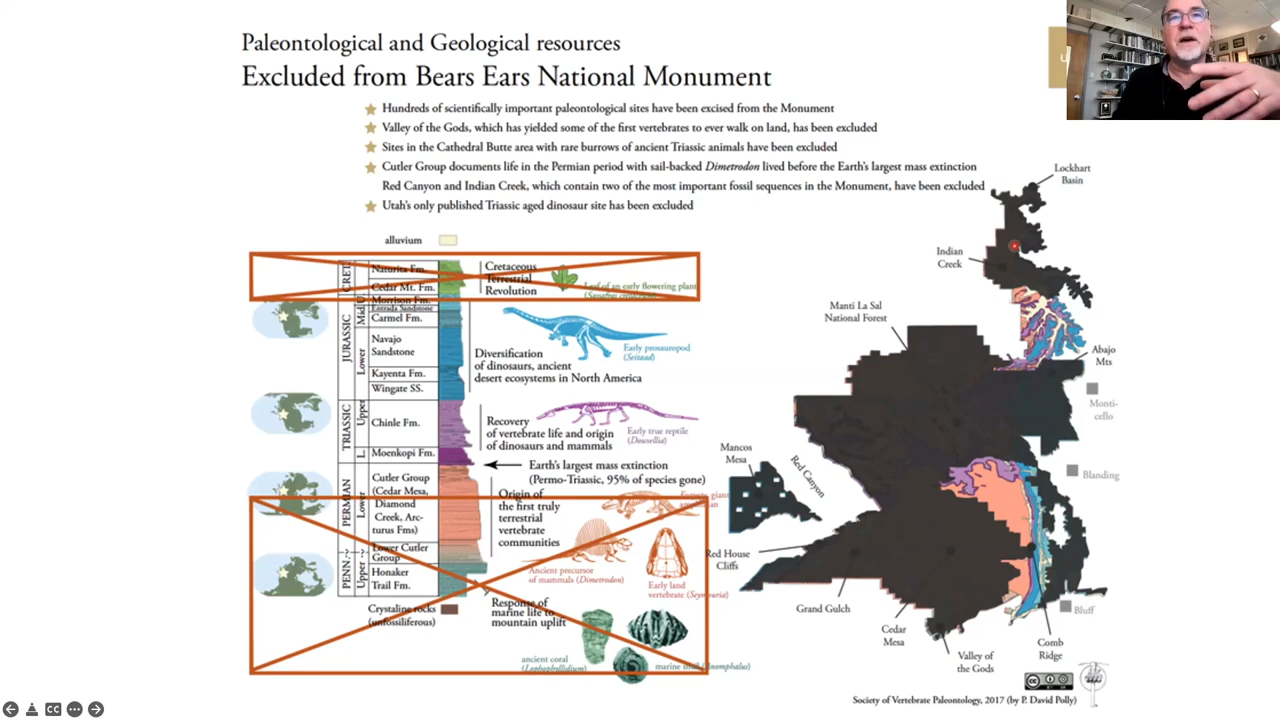 Paleontological and Geological resources
Excluded from Bears Ears National Monument
Hundreds of scientifically important paleontological sites have been excised from the Monument
Valley of the Gods, which has yielded some of the first vertebrates to ever walk on land, has been excluded
Sites in the Cathedral Butte area with rare burrows of ancient Triassic animals have been excluded
Cutler Group documents life in the Permian period with sail-backed Dimetrodon lived before the Earth's largest mass extinction
Red Canyon and Indian Creek, which contain two of the most important fossil sequences in the Monument, have been excluded
Utah's only published Triassic aged dinosaur site has been excluded
alluvium
CRET.
Naturita Fm.
Cedar Mt. Fm.
Cretaceous
Terrestrial
Revolution
Leaf of an early flowering plant
JURASSIC
Mid
U.
Lower
Morrison Fm.
Entrada Sandstone
Carmel Fm.
Navajo
Sandstone
Kayenta Fm.
Wingate SS.
Diversification
of dinosaurs, ancient
desert ecosystems in North America
Early prosauropod
(Seitaad)
TRIASSIC
Upper
L.
Chinle Fm.
Moenkopi Fm.
Recovery
of vertebrate life and origin
of dinosaurs and mammals
Early true reptile
Earth's largest mass extinction
(Permo-Triassic, 95% of species gone)
PERMIAN
Lower
Cutler Group
(Cedar Mesa,
Diamond
Creek, Arc-
turus Fms)
Origin of
the first truly
terrestrial
vertebrate
communities
Ancient precursor
of mammals (Dimetrodon)
Early land
vertebrate (Seymouria)
PENN.
Upper
Lower Cutler
Group
Honaker
Trail Fm.
Response of
marine life to
mountain uplift
Crystaline rocks
(unfossiliferous)
ancient coral
(Lophophyllidium)
marine snail
Lockhart
Basin
Indian
Creek
Manti La Sal
National Forest
Abajo
Mts
Monti-
cello
Blanding
Mancos
Mesa
Red Canyon
Red House
Cliffs
Grand Gulch
Cedar
Mesa
Valley of
the Gods
Comb
Ridge
Bluff
Society of Vertebrate Paleontology, 2017 (by P. David Polly)